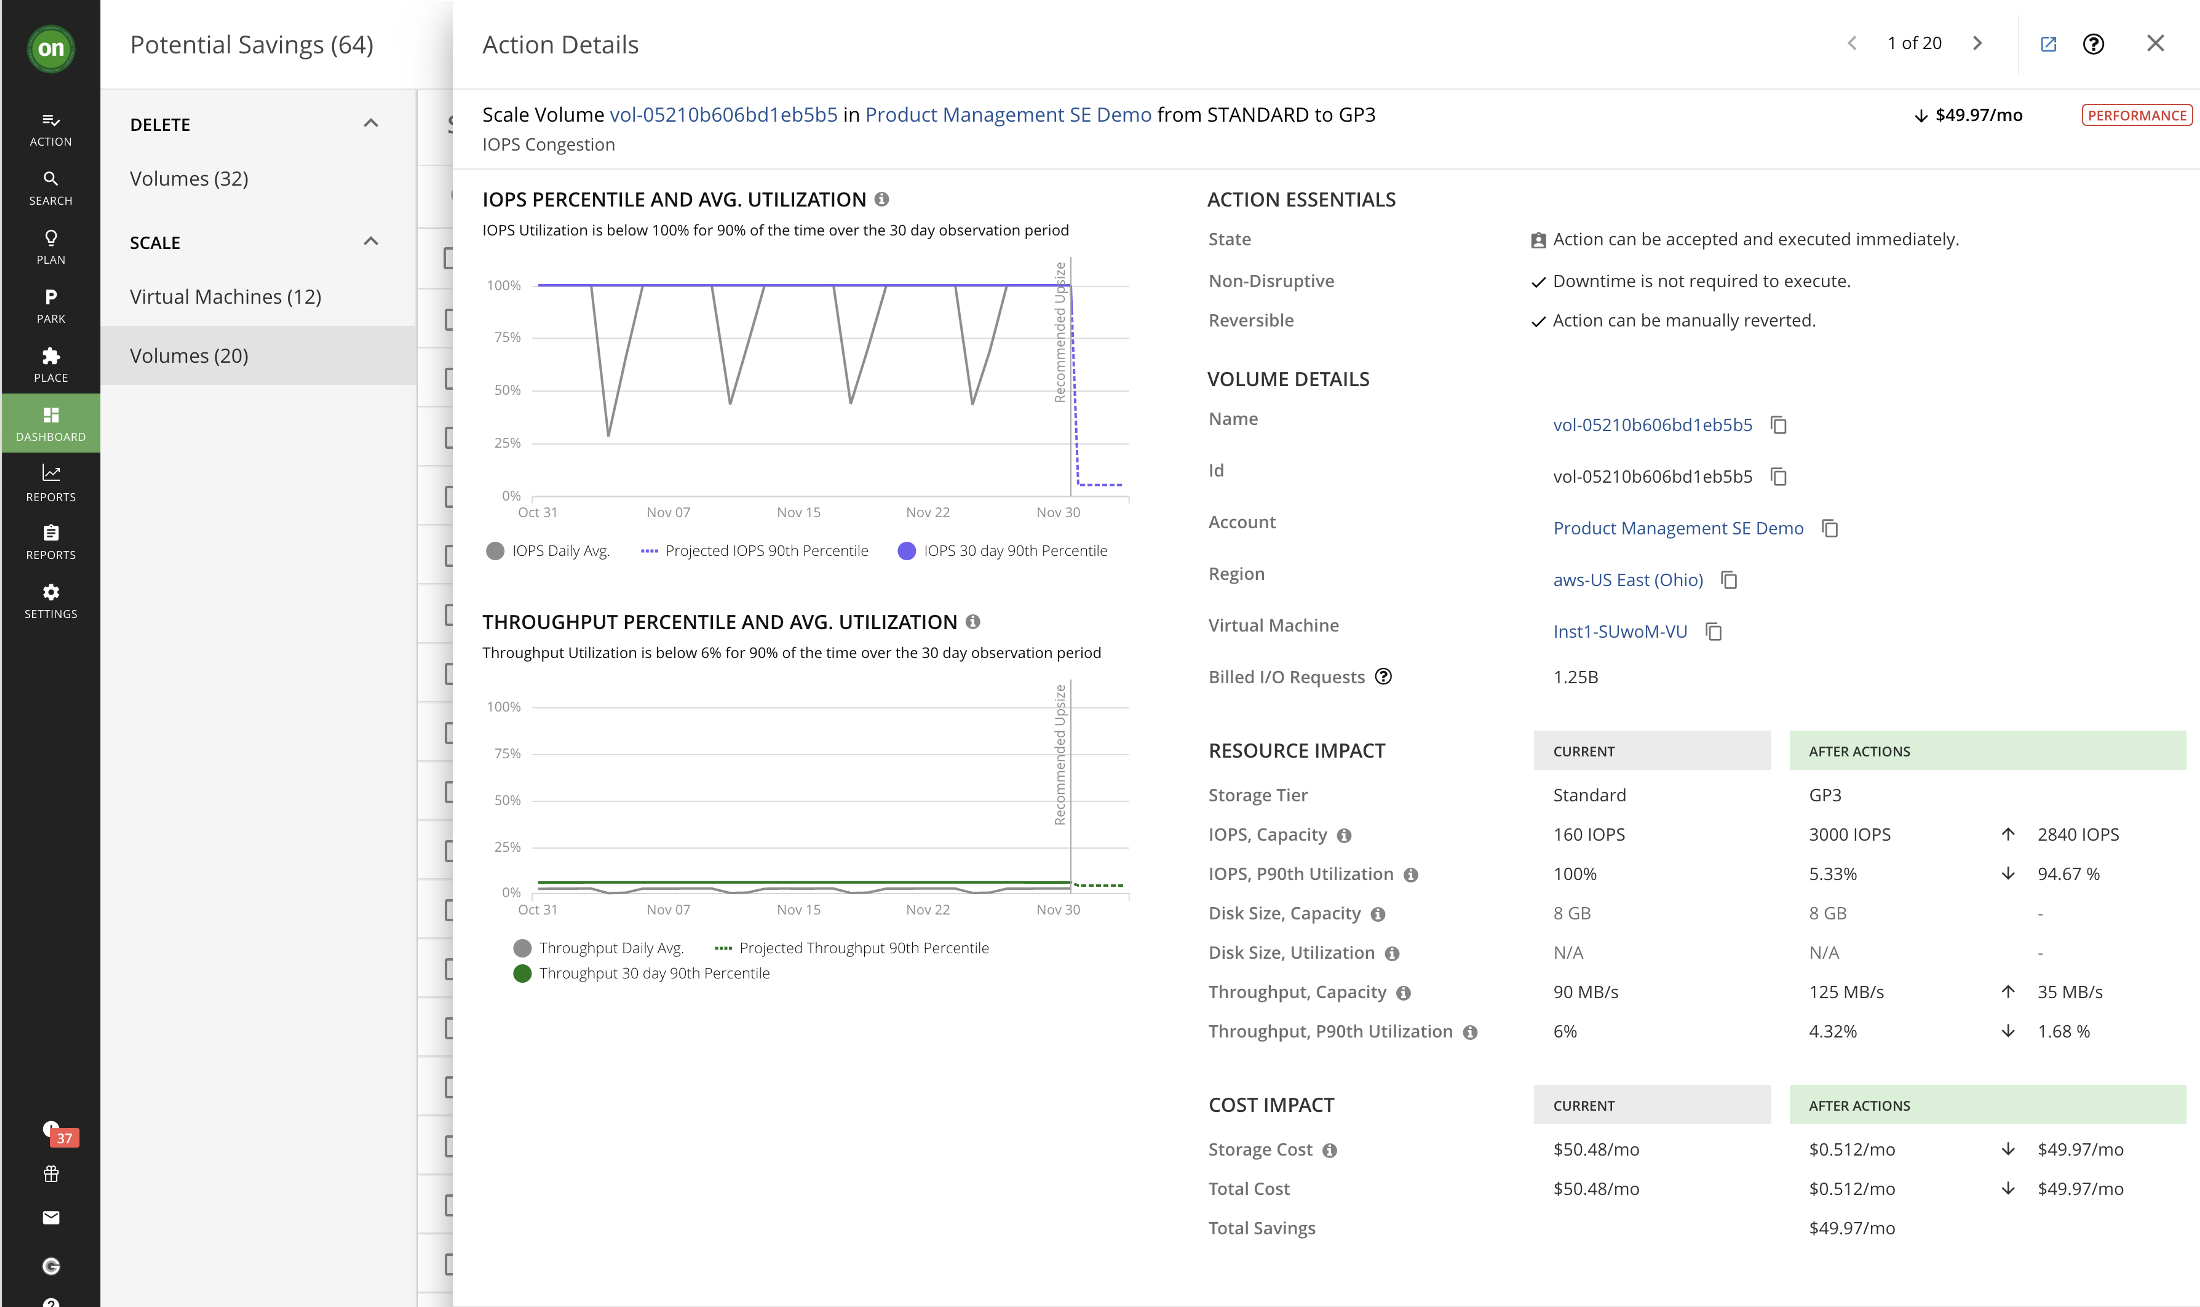 on
ACTION
SEARCH
PLAN
P
PARK
PLACE
DASHBOARD
REPORTS
REPORTS
SETTINGS
37
Potential Savings (64)
DELETE
Volumes (32)
SCALE
Virtual Machines (12)
Volumes (20)
Action Details
1 of 20
Scale Volume vol-05210b606bd1eb5b5 in Product Management SE Demo from STANDARD to GP3
$49.97/mo
PERFORMANCE
IOPS Congestion
IOPS PERCENTILE AND AVG. UTILIZATION
IOPS Utilization is below 100% for 90% of the time over the 30 day observation period
100%
75%
50%
25%
0%
Recommended Upsize
Oct 31 Nov 07 Nov 15 Nov 22 Nov 30
IOPS Daily Avg. Projected IOPS 90th Percentile IOPS 30 day 90th Percentile
THROUGHPUT PERCENTILE AND AVG. UTILIZATION
Throughput Utilization is below 6% for 90% of the time over the 30 day observation period
100%
75%
50%
25%
0%
Recommended Upsize
Oct 31 Nov 07 Nov 15 Nov 22 Nov 30
Throughput Daily Avg. Projected Throughput 90th Percentile
Throughput 30 day 90th Percentile
ACTION ESSENTIALS
State Action can be accepted and executed immediately.
Non-Disruptive Downtime is not required to execute.
Reversible Action can be manually reverted.
VOLUME DETAILS
Name vol-05210b606bd1eb5b5
Id vol-05210b606bd1eb5b5
Account Product Management SE Demo
Region aws-US East (Ohio)
Virtual Machine Inst1-SUwoM-VU
Billed I/O Requests 1.25B
RESOURCE IMPACT CURRENT AFTER ACTIONS
Storage Tier Standard GP3
IOPS, Capacity 160 IOPS 3000 IOPS 2840 IOPS
IOPS, P90th Utilization 100% 5.33% 94.67 %
Disk Size, Capacity 8 GB 8 GB -
Disk Size, Utilization N/A N/A -
Throughput, Capacity 90 MB/s 125 MB/s 35 MB/s
Throughput, P90th Utilization 6% 4.32% 1.68 %
COST IMPACT CURRENT AFTER ACTIONS
Storage Cost $50.48/mo $0.512/mo $49.97/mo
Total Cost $50.48/mo $0.512/mo $49.97/mo
Total Savings $49.97/mo